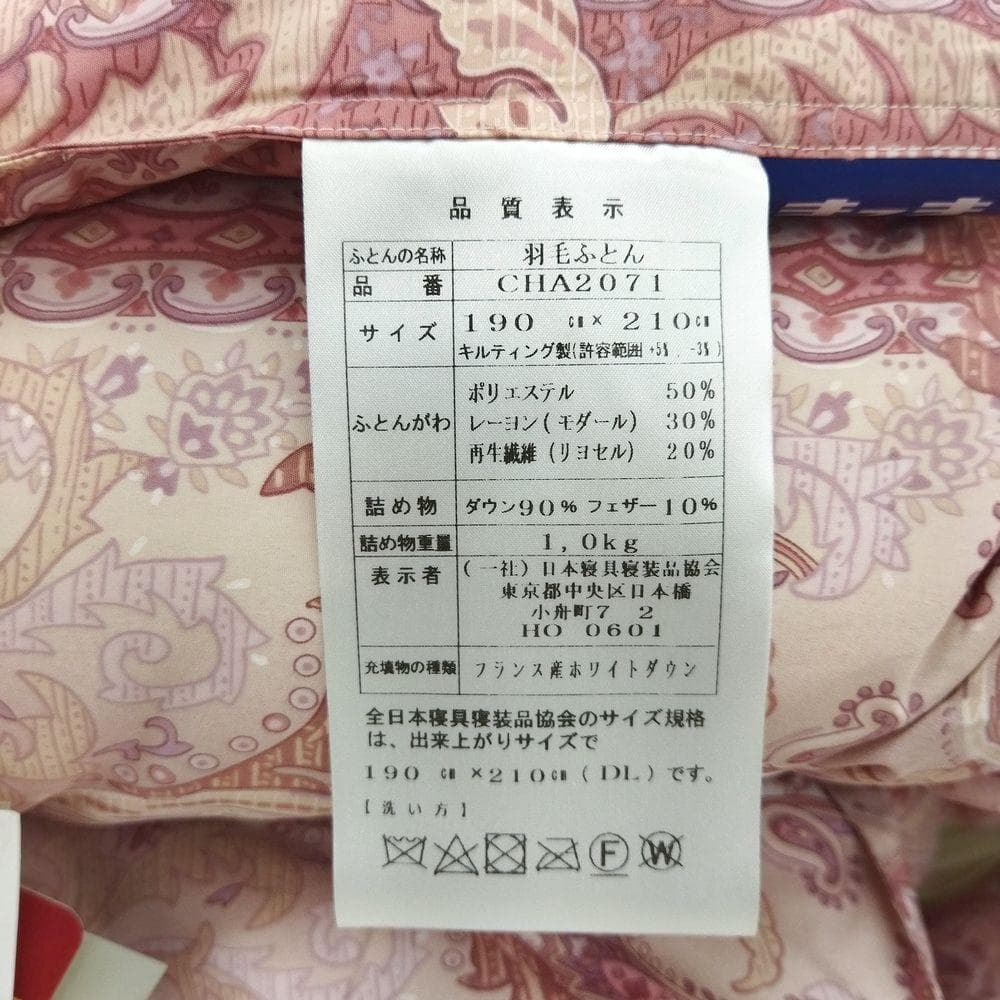 品質表示
ふとんの名称 羽毛ふとん
品番 CHA2071
サイズ 190 ㎝× 210㎝
キルティング製(許容範囲 +5%, -3%)
ふとんがわ ポリエステル 50%
レーヨン(モダール) 30%
再生繊維(リヨセル) 20%
詰め物 ダウン90% フェザー10%
詰め物重量 1,0kg
表示者 (一社)日本寝具寝装品協会
東京都中央区日本橋
小舟町7 2
HO 0601
充填物の種類 フランス産ホワイトダウン
全日本寝具寝装品協会のサイズ規格
は、出来上がりサイズで
190 ㎝ ×210㎝(DL)です。
【洗い方】
F W